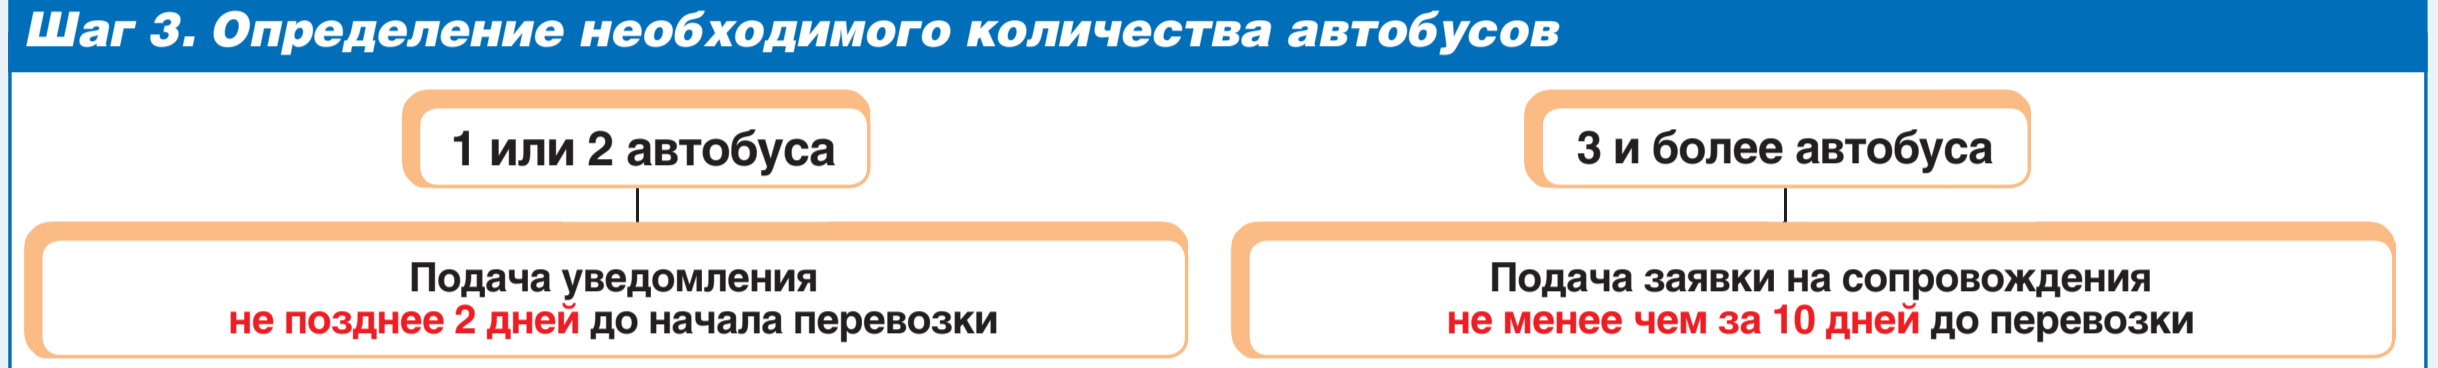 Шаг 3. Определение необходимого количества автобусов
1 или 2 автобуса
3 и более автобуса
Подача уведомления
не позднее 2 дней до начала перевозки
Подача заявки на сопровождения
не менее чем за 10 дней до перевозки